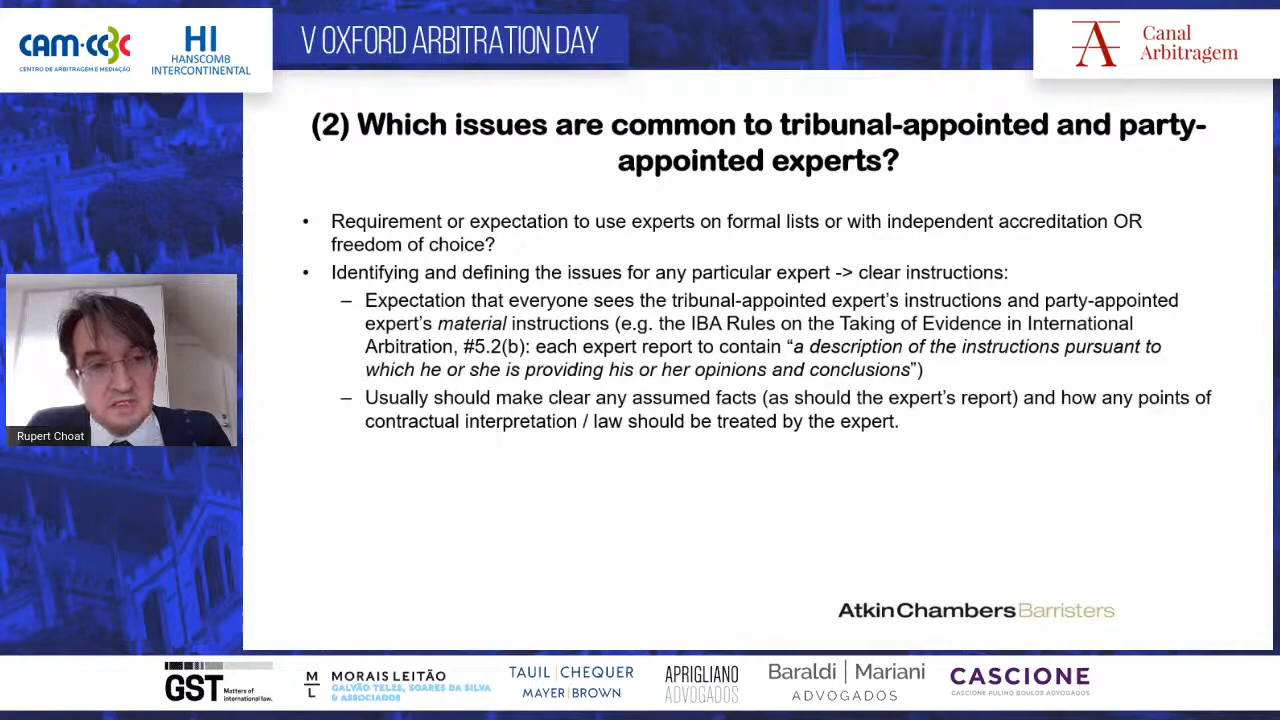 CAM-CCBC
CENTRO DE ARBITRAGEM E MEDIAÇÃO
HI
HANSCOMB
INTERCONTINENTAL
V OXFORD ARBITRATION DAY
Canal
Arbitragem
(2) Which issues are common to tribunal-appointed and party-
appointed experts?
• Requirement or expectation to use experts on formal lists or with independent accreditation OR
freedom of choice?
• Identifying and defining the issues for any particular expert -> clear instructions:
– Expectation that everyone sees the tribunal-appointed expert's instructions and party-appointed
expert's material instructions (e.g. the IBA Rules on the Taking of Evidence in International
Arbitration, #5.2(b): each expert report to contain “a description of the instructions pursuant to
which he or she is providing his or her opinions and conclusions”)
– Usually should make clear any assumed facts (as should the expert's report) and how any points of
contractual interpretation / law should be treated by the expert.
Rupert Choat
Atkin Chambers Barristers
GST Matters of
international law.
M
L
MORAIS LEITÃO
GALVÃO TELES, SOARES DA SILVA
& ASSOCIADOS
TAUIL | CHEQUER
MAYER | BROWN
APRIGLIANO
ADVOGADOS
Baraldi | Mariani
ADVOGADOS
CASCIONE
CASCIONE PULINO BOULOS ADVOGADOS